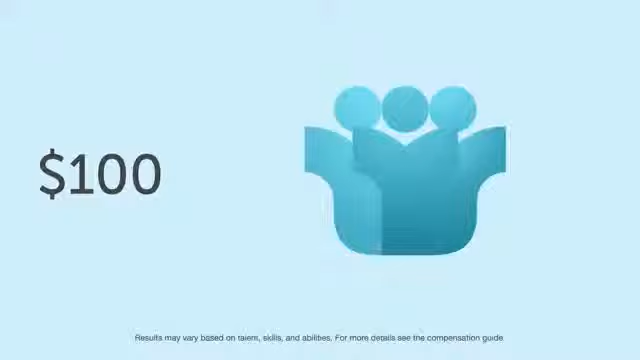 $100
Results may vary based on talent, skills, and abilities. For more details see the compensation guide.